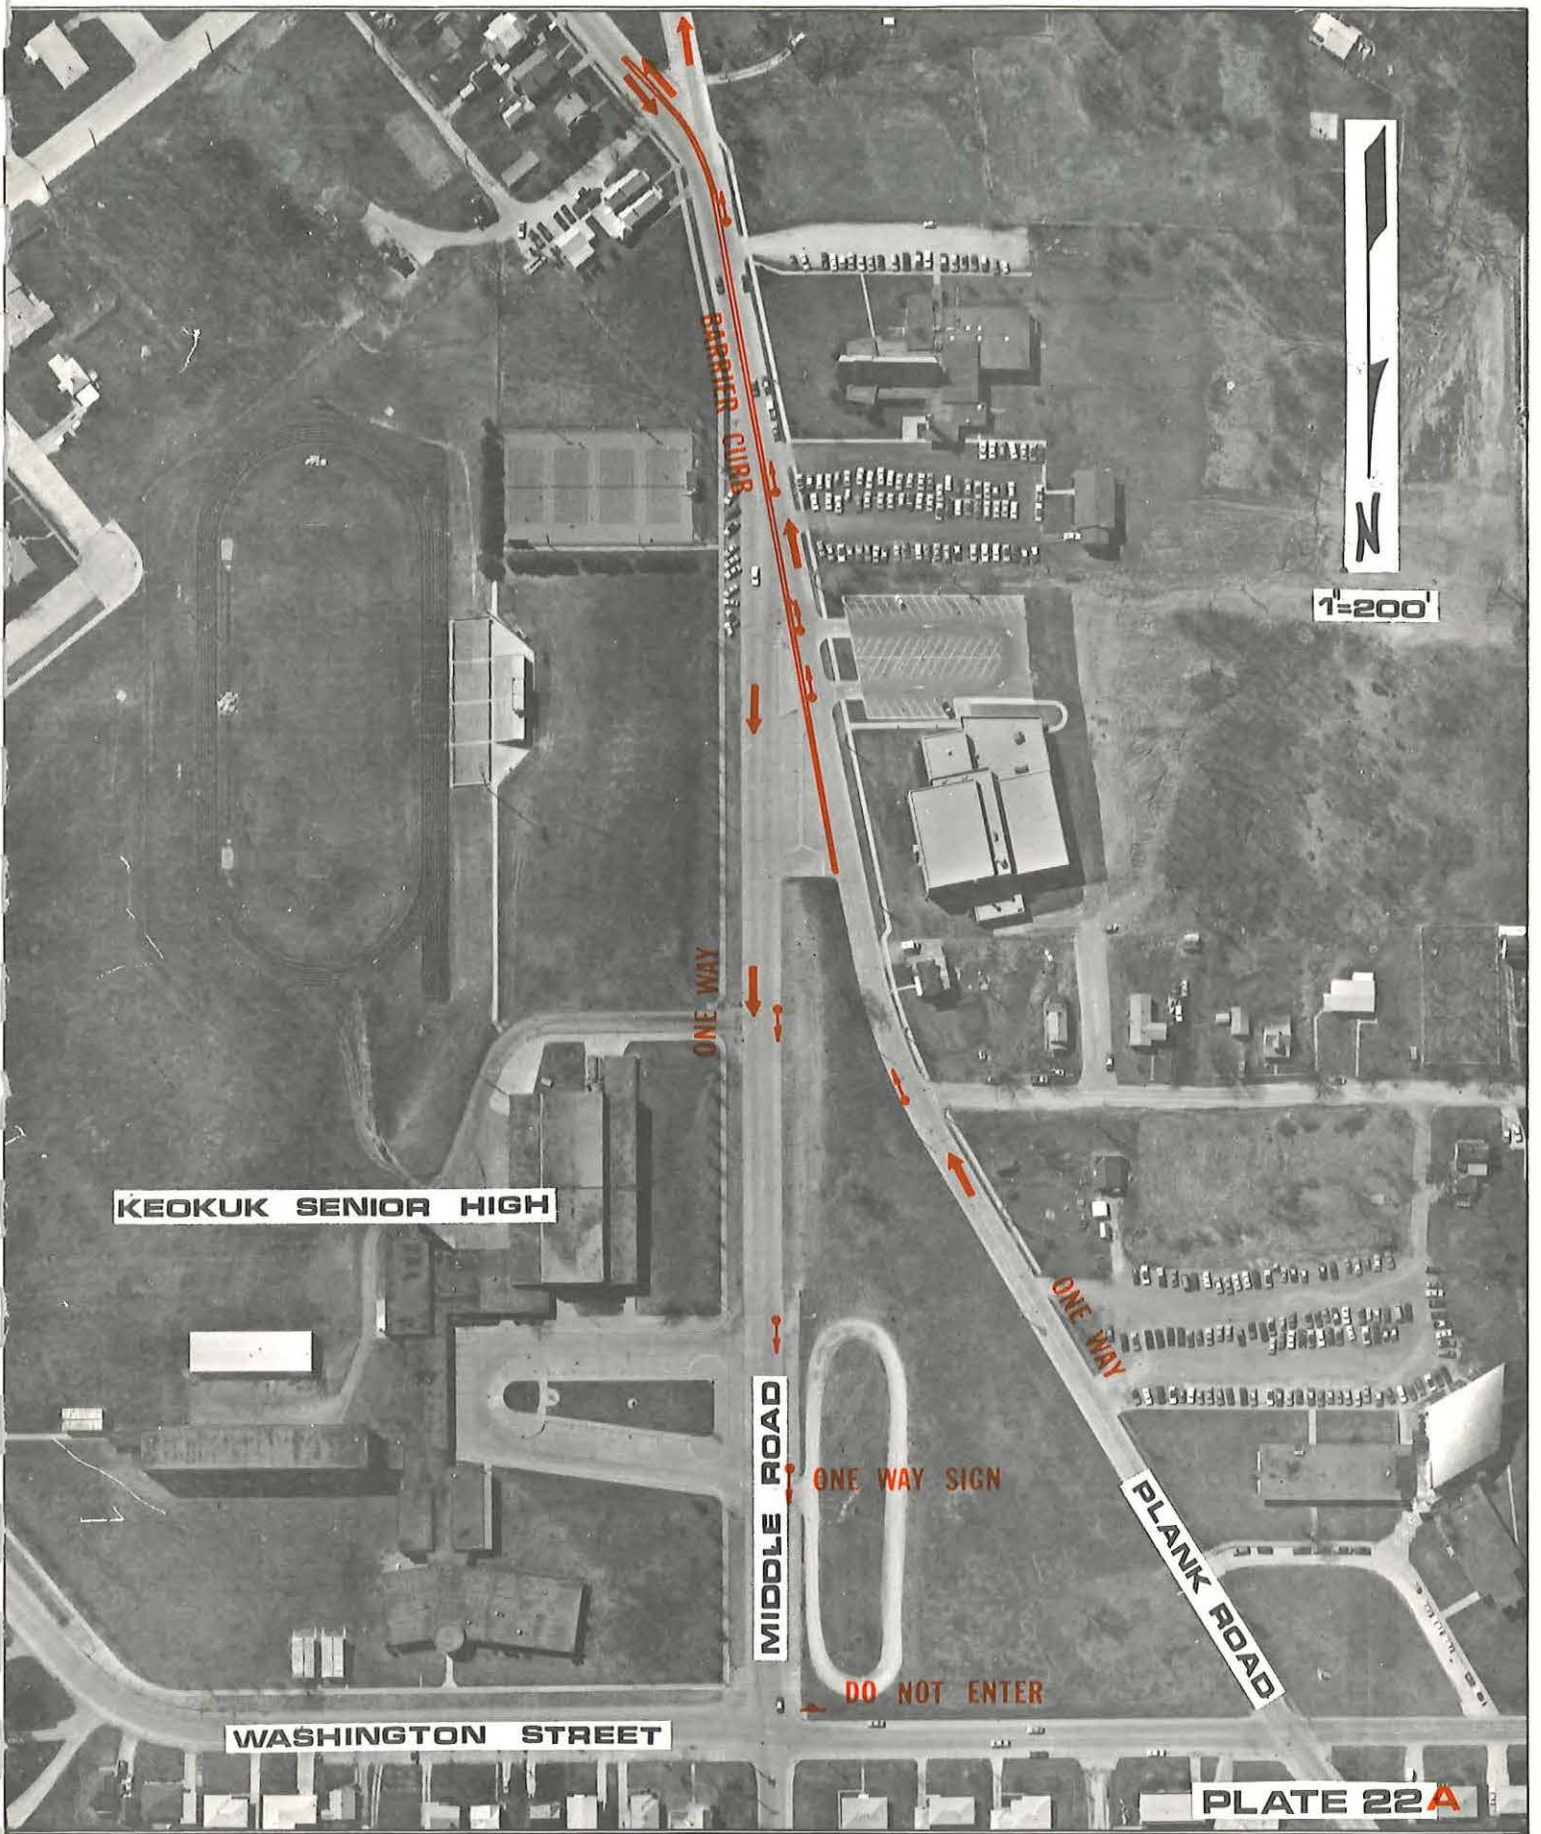 BARRIER CURB
N
1"=200'
ONE WAY
KEOKUK SENIOR HIGH
ONE WAY
MIDDLE ROAD
ONE WAY SIGN
PLANK ROAD
DO NOT ENTER
WASHINGTON STREET
PLATE 22A